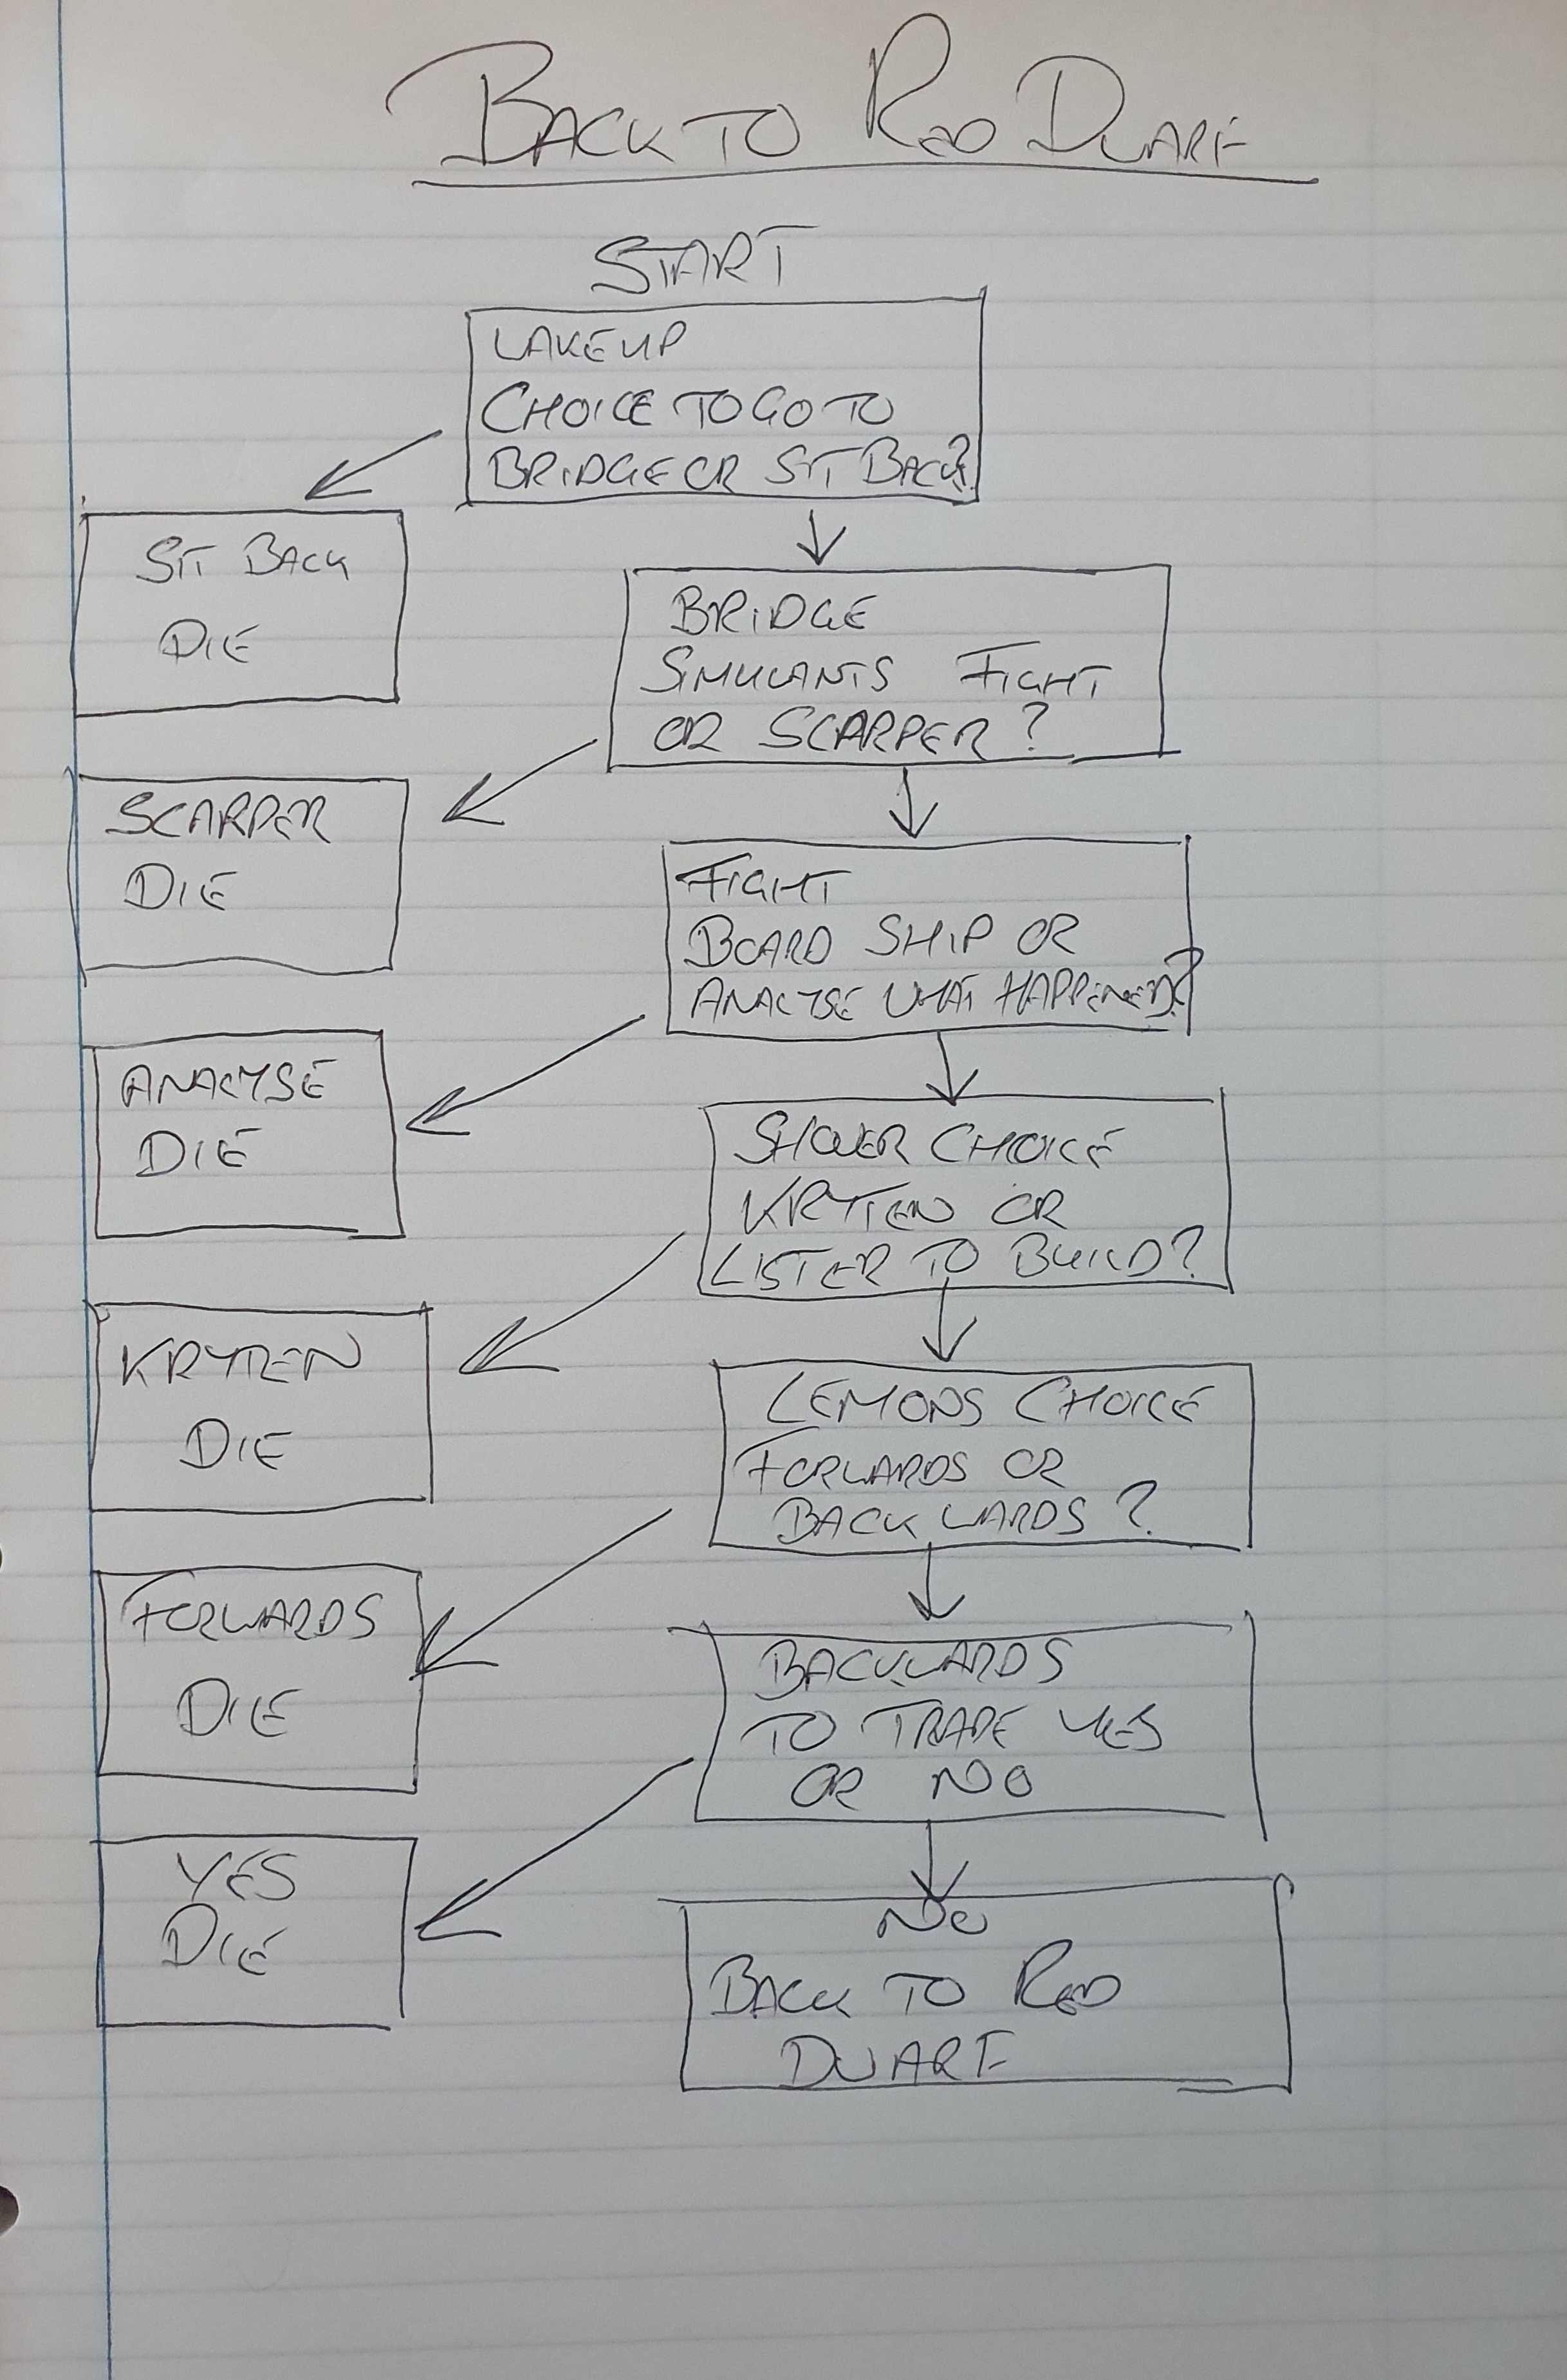 BACK TO RED DWARF
START
WAKE UP
CHOICE TO GO TO
BRIDGE OR SIT BACK?
SIT BACK
DIE
BRIDGE
SIMULANTS FIGHT
OR SCARPER?
SCARPER
DIE
FIGHT
BOARD SHIP OR
ANALYSE WHAT HAPPENED?
ANALYSE
DIE
SHOWER CHOICE
KRYTEN OR
LISTER TO BUILD?
KRYTEN
DIE
LEMONS CHOICE
FORWARDS OR
BACKWARDS?
FORWARDS
DIE
BACKWARDS
TO TRADE YES
OR NO
YES
DIE
NO
BACK TO RED
DWARF